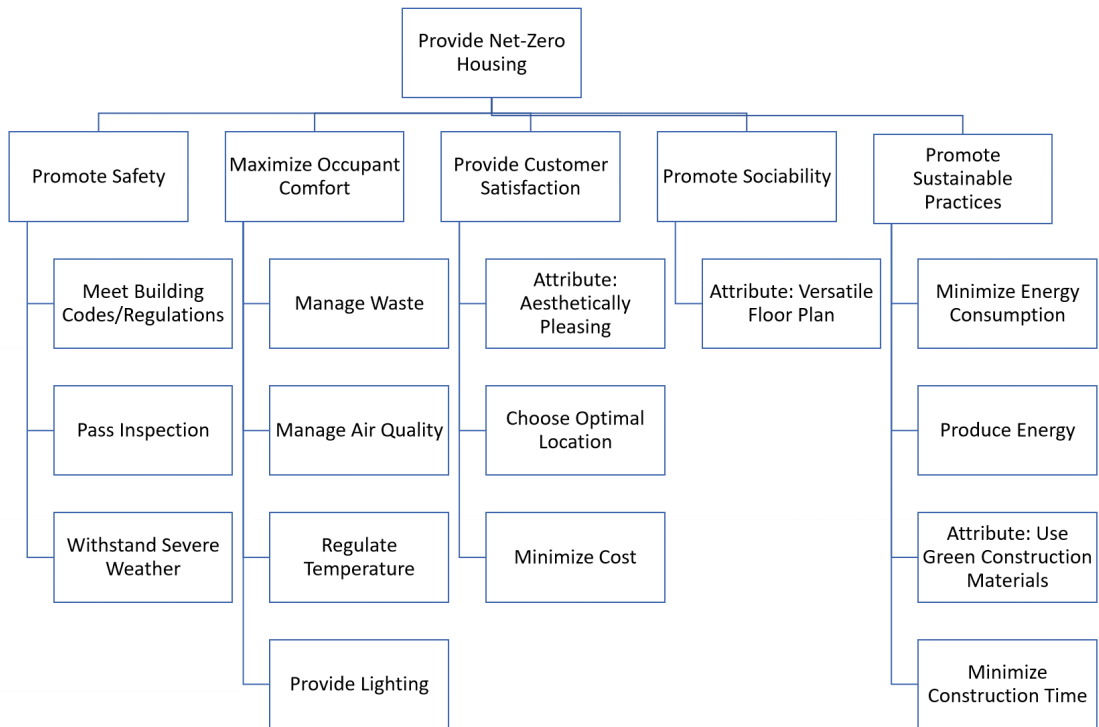 Provide Net-Zero
Housing
Promote Safety
Maximize Occupant
Comfort
Provide Customer
Satisfaction
Promote Sociability
Promote
Sustainable
Practices
Meet Building
Codes/Regulations
Pass Inspection
Withstand Severe
Weather
Manage Waste
Manage Air Quality
Regulate
Temperature
Provide Lighting
Attribute:
Aesthetically
Pleasing
Choose Optimal
Location
Minimize Cost
Attribute: Versatile
Floor Plan
Minimize Energy
Consumption
Produce Energy
Attribute: Use
Green Construction
Materials
Minimize
Construction Time